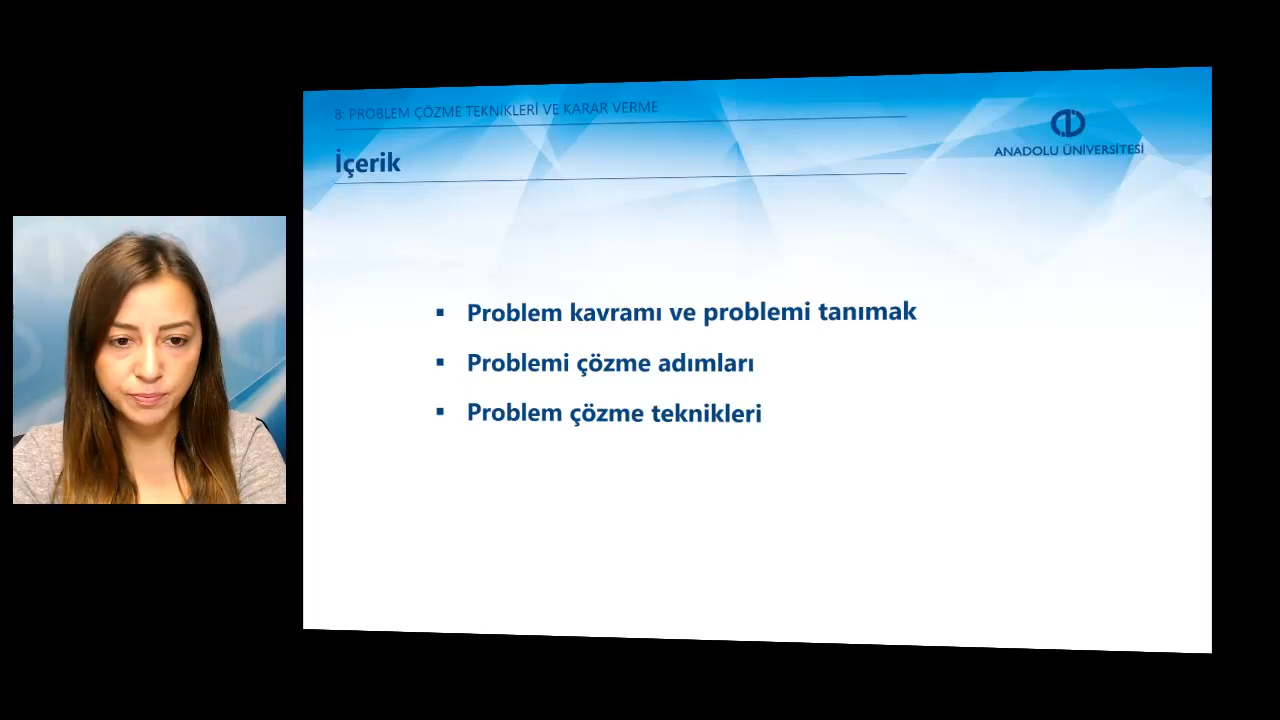 8: PROBLEM ÇÖZME TEKNİKLERİ VE KARAR VERME
İçerik
ANADOLU ÜNİVERSİTESİ
▪ Problem kavramı ve problemi tanımak
▪ Problemi çözme adımları
▪ Problem çözme teknikleri